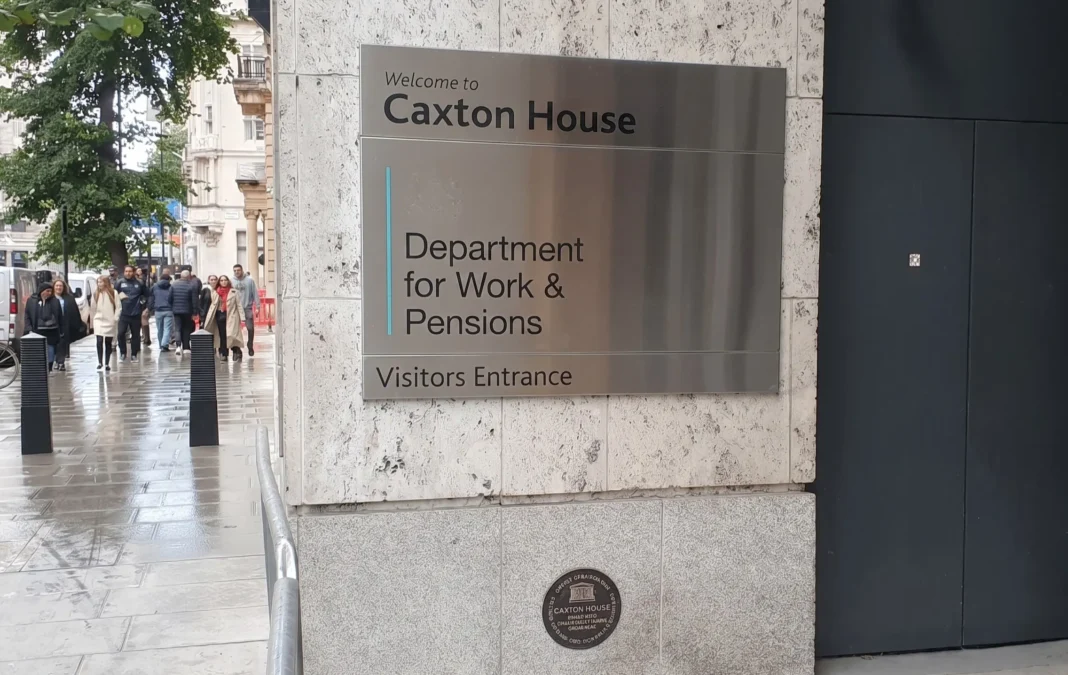 Welcome to
Caxton House
Department
for Work &
Pensions
Visitors Entrance
CAXTON HOUSE